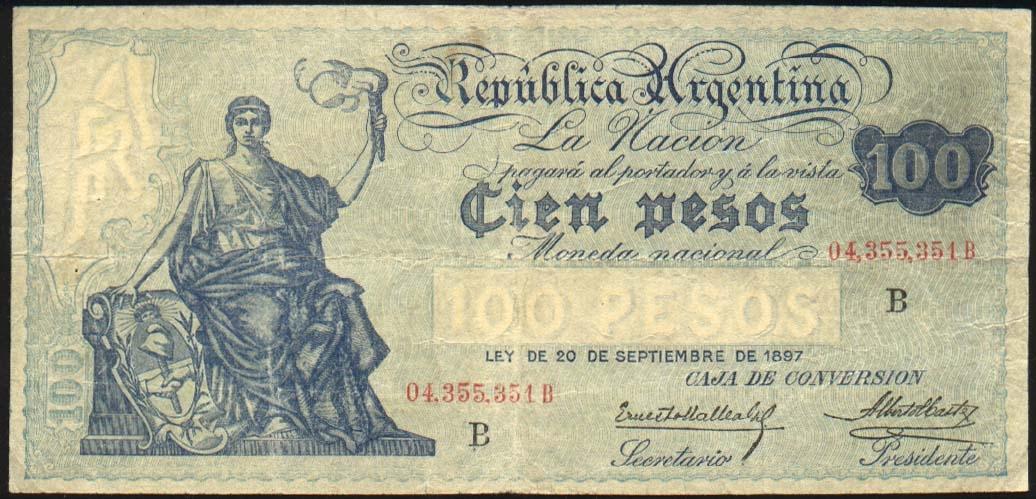 República Argentina
La Nación
pagará al portador y á la vista
100
Cien pesos
Moneda nacional
04,355,351 B
B
100 PESOS
LEY DE 20 DE SEPTIEMBRE DE 1897
CAJA DE CONVERSION
100
04,355,351 B
B
Secretario
Presidente